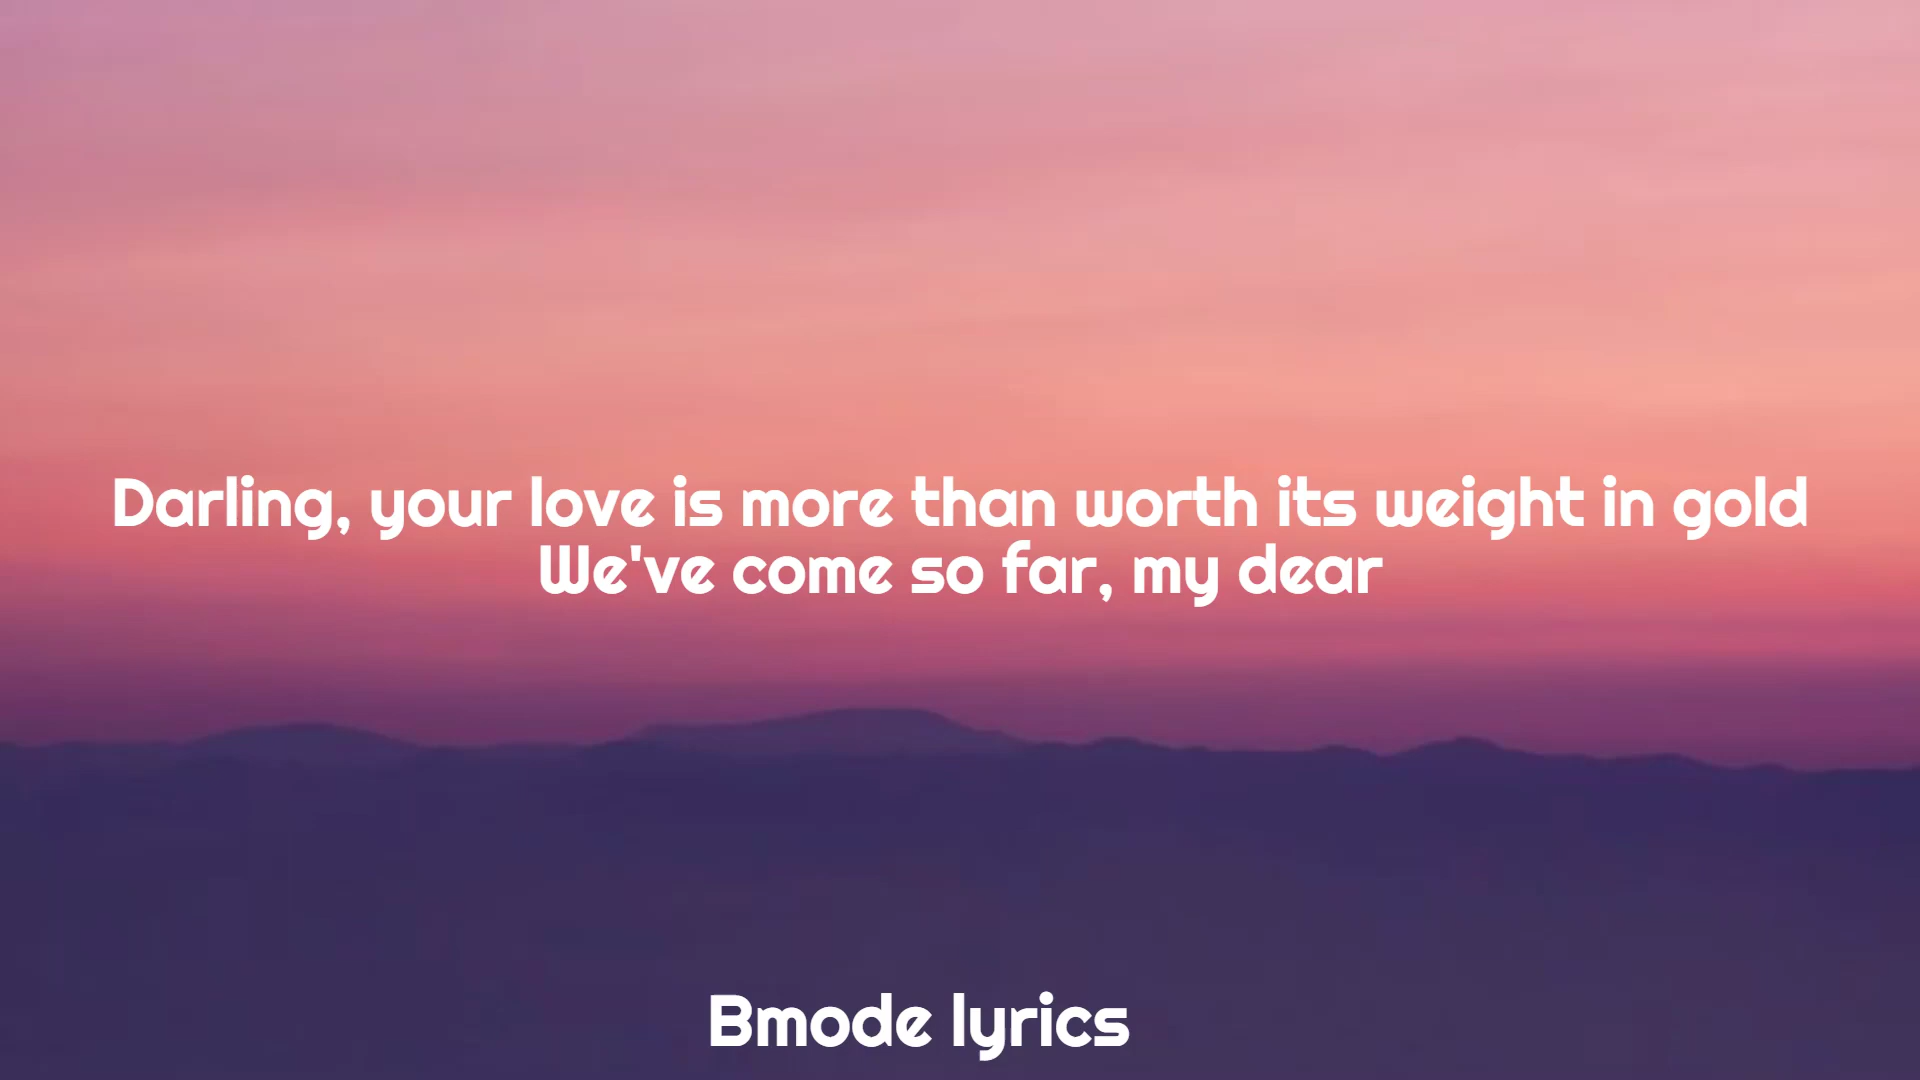 Darling, your love is more than worth its weight in gold
We've come so far, my dear
Bmode lyrics